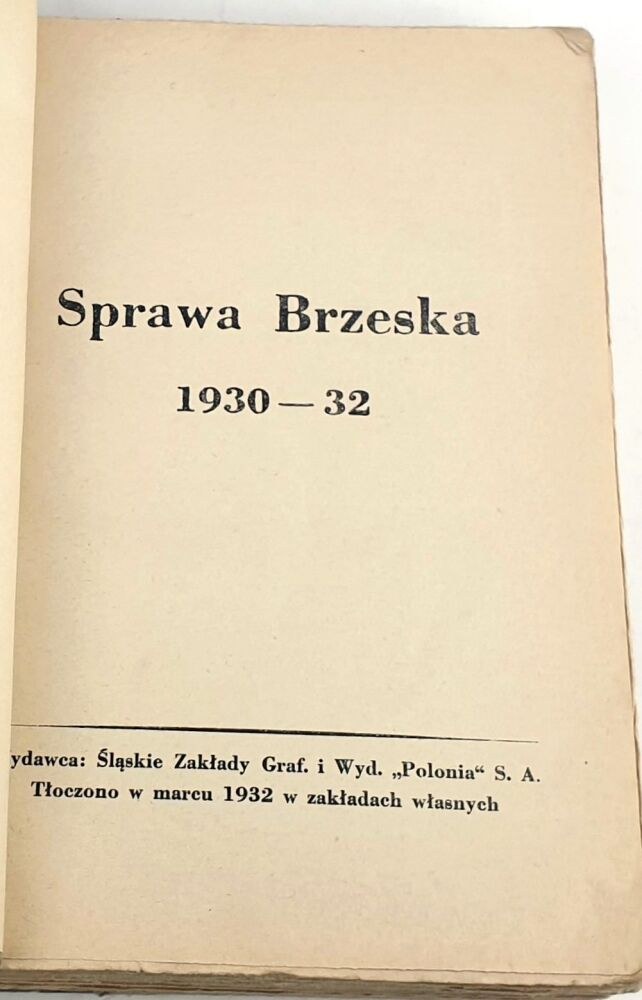 Sprawa Brzeska
1930 — 32
ydawca: Śląskie Zakłady Graf. i Wyd. „Polonia“ S. A.
Tłoczono w marcu 1932 w zakładach własnych